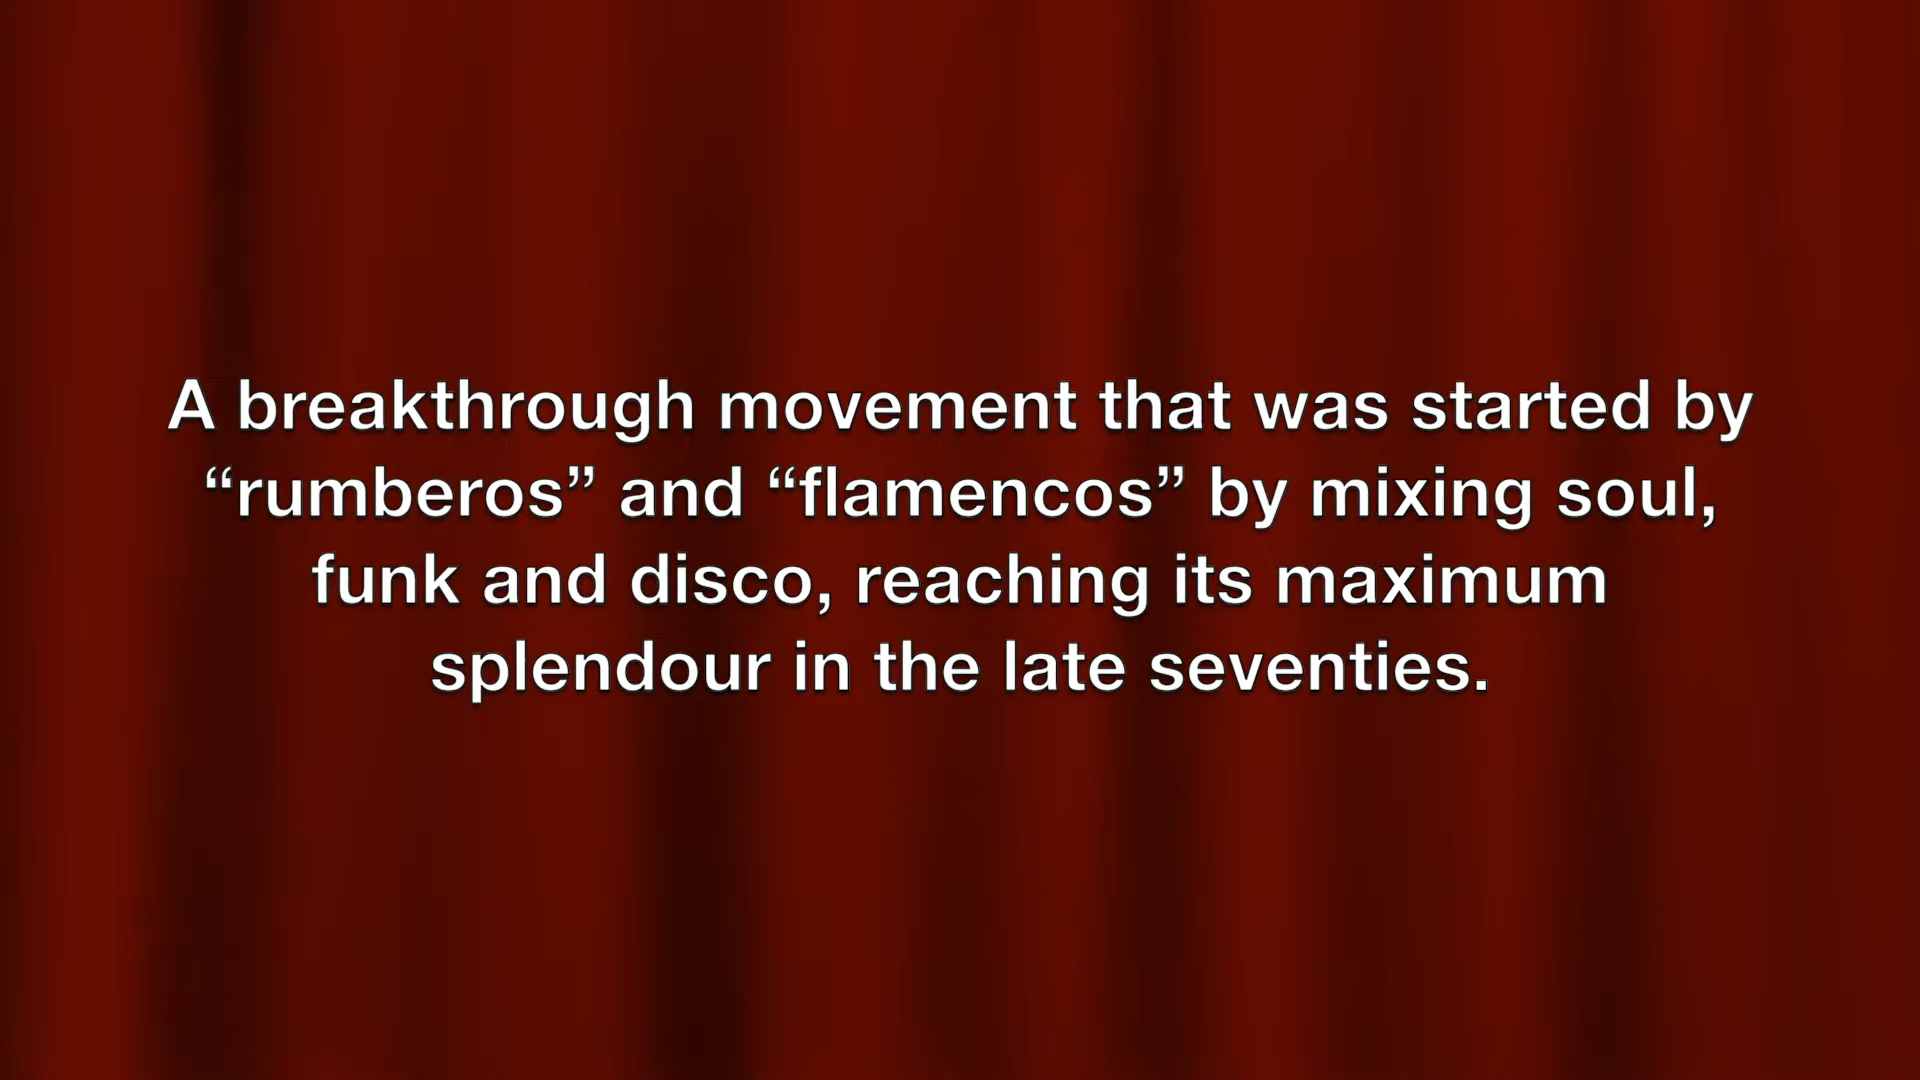 A breakthrough movement that was started by
“rumberos” and “flamencos” by mixing soul,
funk and disco, reaching its maximum
splendour in the late seventies.